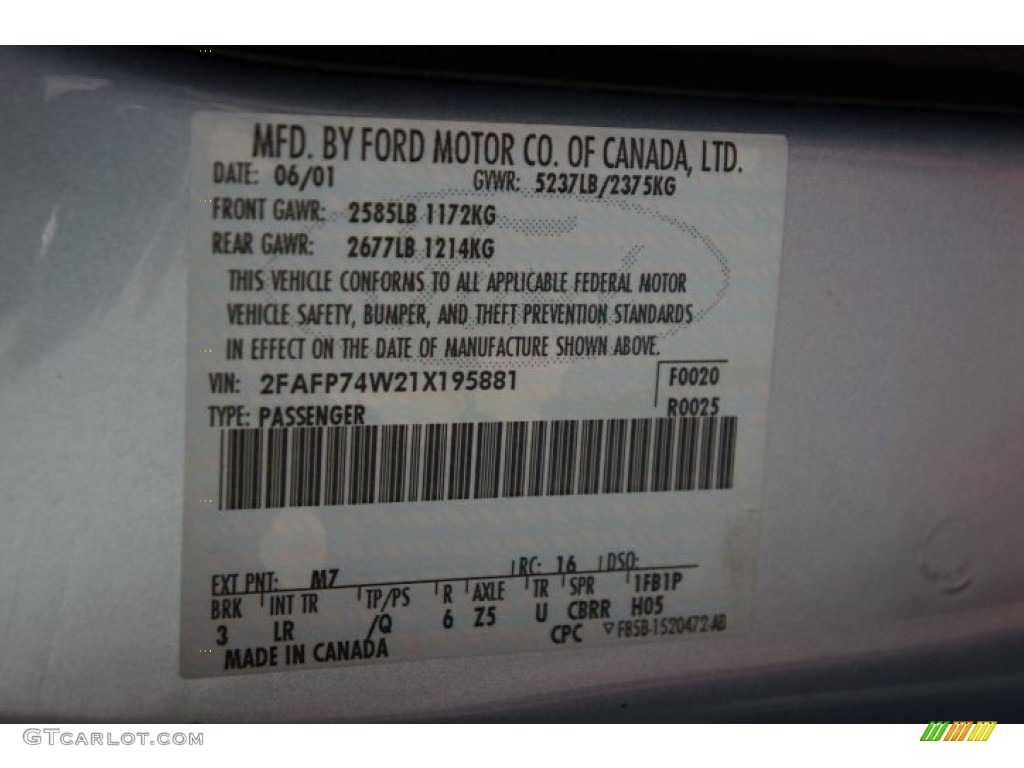 MFD. BY FORD MOTOR CO. OF CANADA, LTD.
DATE: 06/01 GVWR: 5237LB/2375KG
FRONT GAWR: 2585LB 1172KG
REAR GAWR: 2677LB 1214KG
THIS VEHICLE CONFORMS TO ALL APPLICABLE FEDERAL MOTOR
VEHICLE SAFETY, BUMPER, AND THEFT PREVENTION STANDARDS
IN EFFECT ON THE DATE OF MANUFACTURE SHOWN ABOVE.
VIN: 2FAFP74W21X195881 F0020
TYPE: PASSENGER R0025
EXT PNT: M7 RC: 16 DSO:
BRK INT TR TP/PS R AXLE TR SPR 1FB1P
3 LR /Q 6 Z5 U CBRR H05
MADE IN CANADA CPC ▽F85B-1520472-AB
GTCARLOT.COM